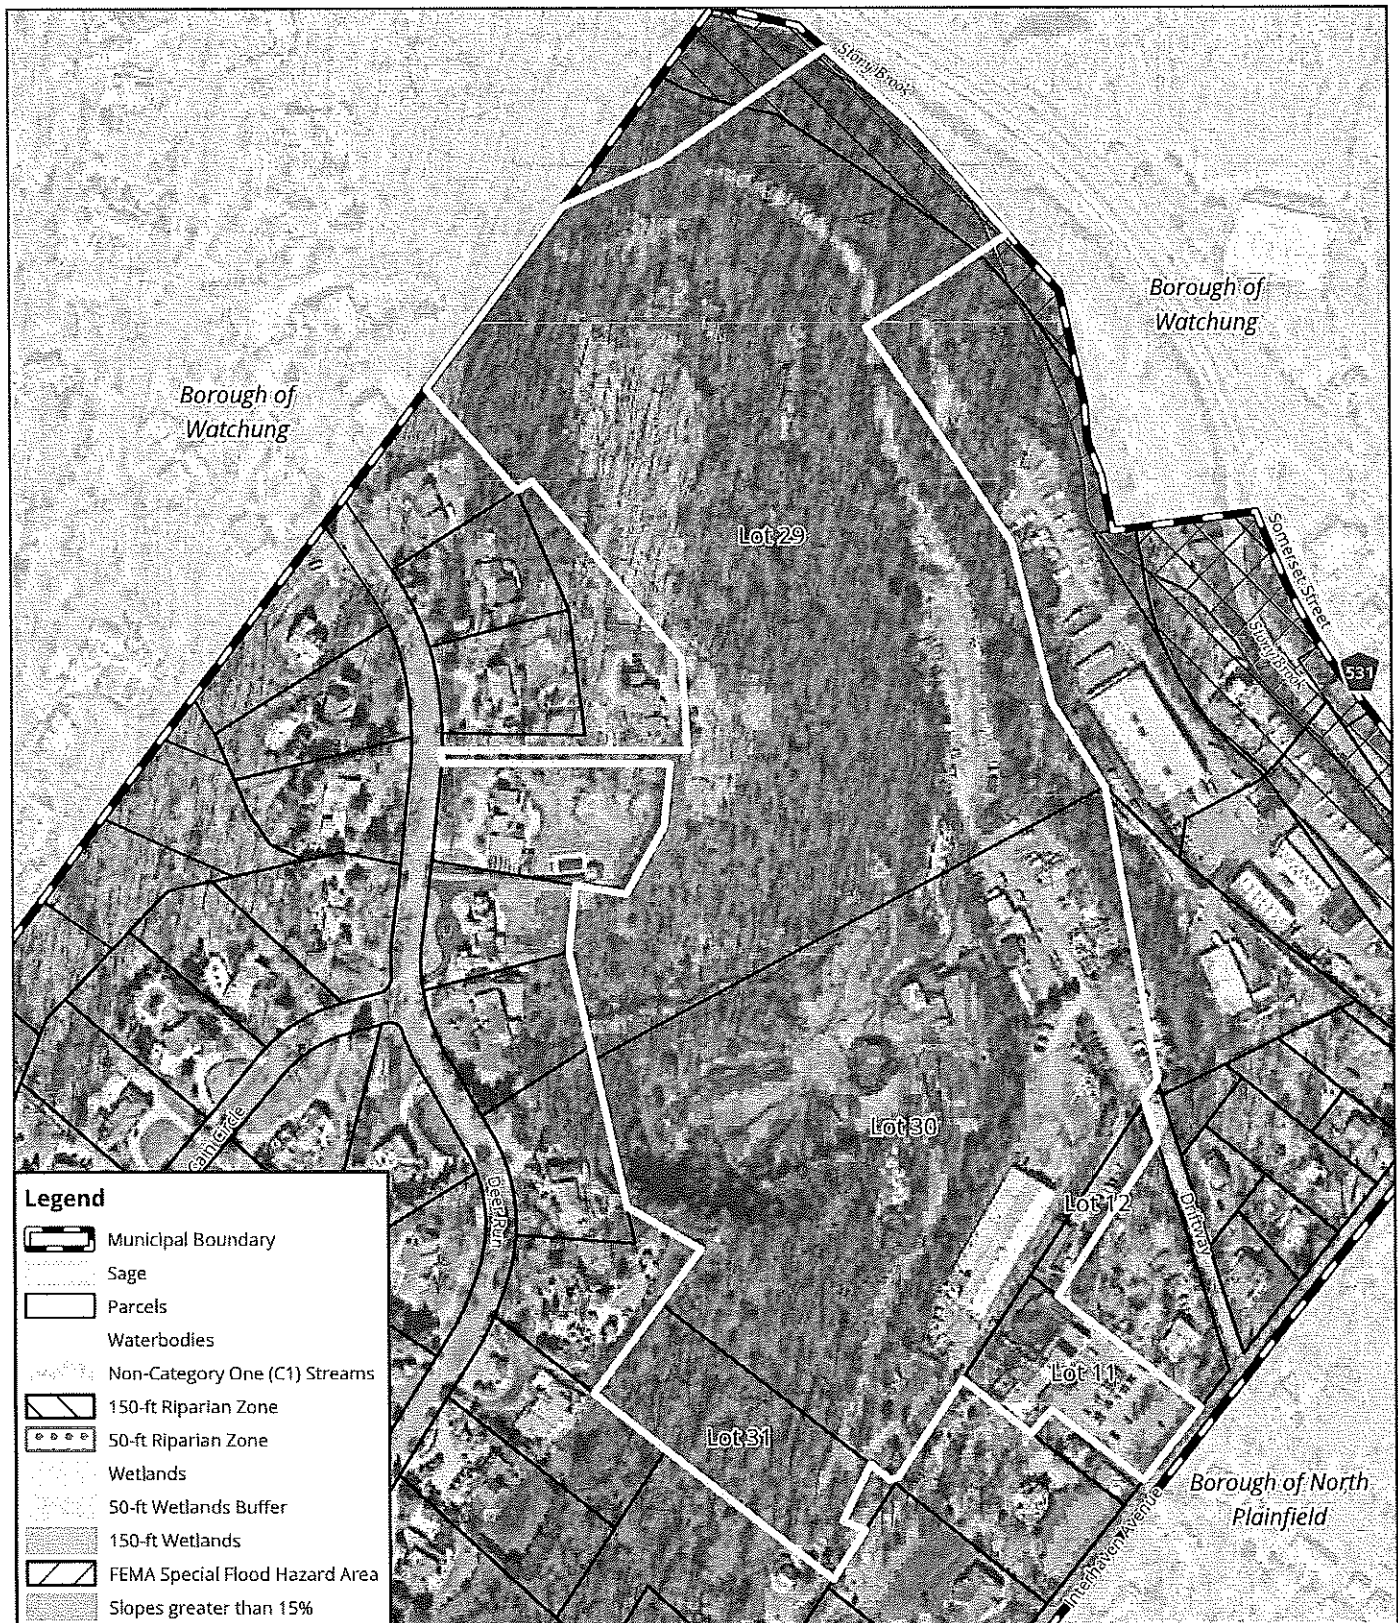 Stony Brook
Borough of
Watchung
Borough of
Watchung
Lot 29
Somerset Street
Stony Brook
531
Lot 30
Lot 12
Driftway
Deer Run
Circle
Lot 11
Lot 31
Borough of North
Plainfield
Interhaven Avenue
Legend
Municipal Boundary
Sage
Parcels
Waterbodies
Non-Category One (C1) Streams
150-ft Riparian Zone
50-ft Riparian Zone
Wetlands
50-ft Wetlands Buffer
150-ft Wetlands
FEMA Special Flood Hazard Area
Slopes greater than 15%